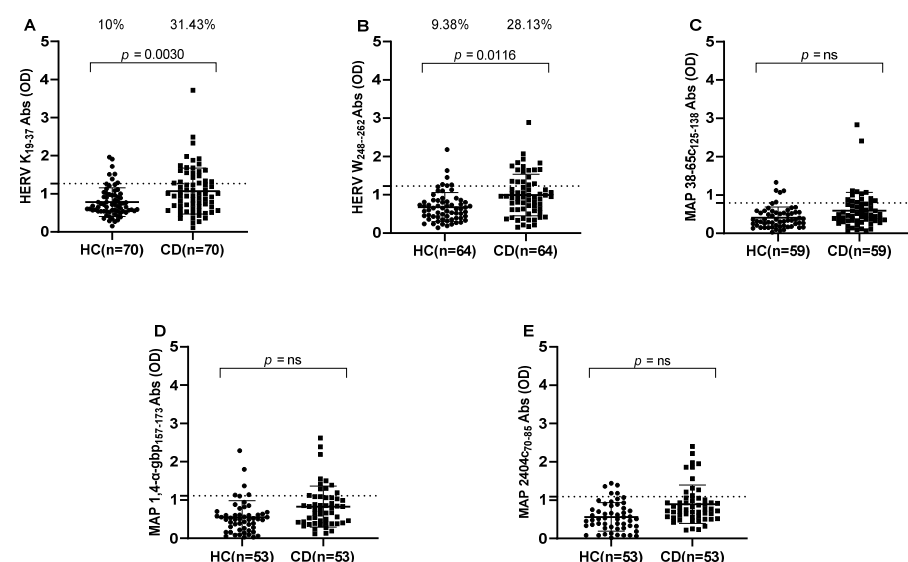 A
10%
31.43%
p = 0.0030
HERV K19-37 Abs (OD)
5
4
3
2
1
0
HC(n=70)
CD(n=70)
B
9.38%
28.13%
p = 0.0116
HERV W248--262 Abs (OD)
5
4
3
2
1
0
HC(n=64)
CD(n=64)
C
p = ns
MAP 38-65c125-138 Abs (OD)
5
4
3
2
1
0
HC(n=59)
CD(n=59)
D
p = ns
MAP 1,4-α-gbp157-173 Abs (OD)
5
4
3
2
1
0
HC(n=53)
CD(n=53)
E
p = ns
MAP 2404c70-85 Abs (OD)
5
4
3
2
1
0
HC(n=53)
CD(n=53)